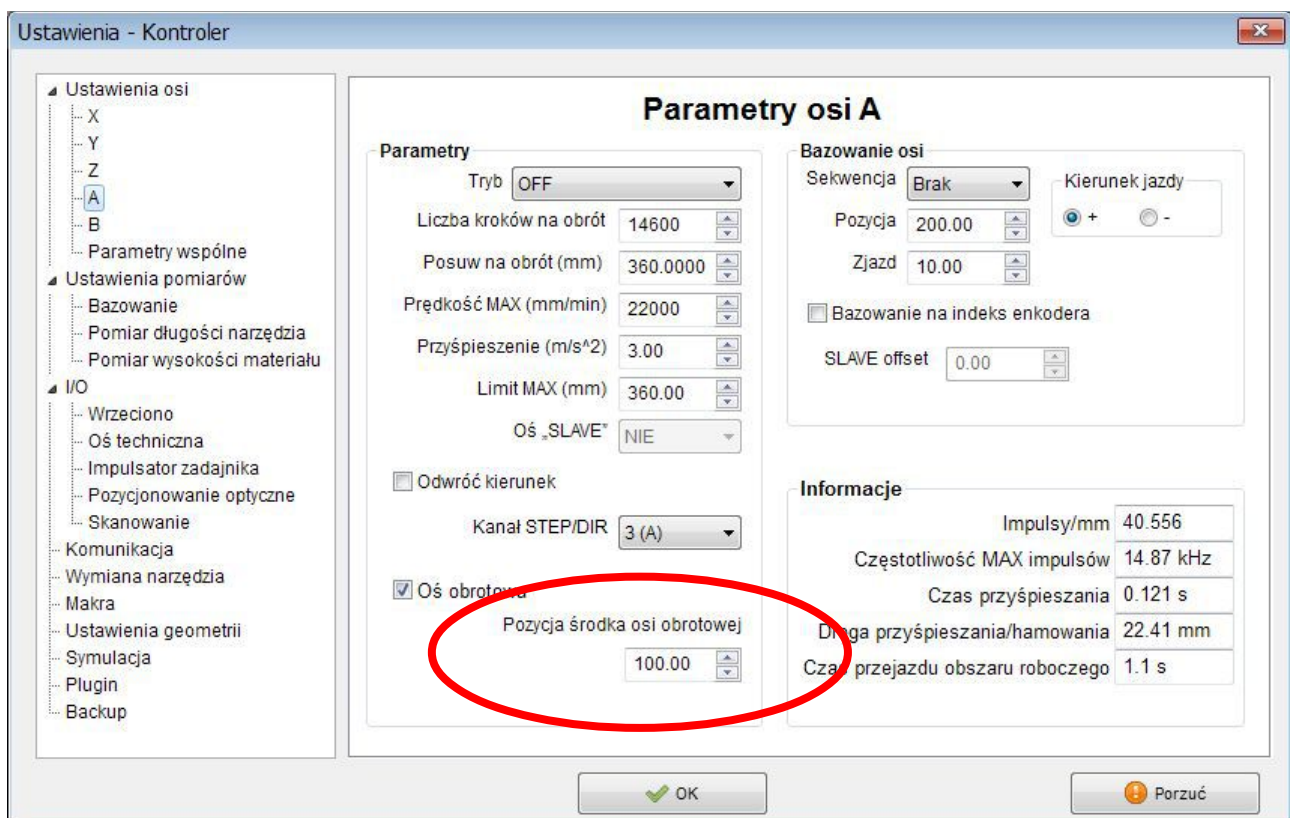 Ustawienia - Kontroler
Ustawienia osi
X
Y
Z
A
B
Parametry wspólne
Ustawienia pomiarów
Bazowanie
Pomiar długości narzędzia
Pomiar wysokości materiału
I/O
Wrzeciono
Oś techniczna
Impulsator zadajnika
Pozycjonowanie optyczne
Skanowanie
Komunikacja
Wymiana narzędzia
Makra
Ustawienia geometrii
Symulacja
Plugin
Backup
Parametry osi A
Parametry
Tryb OFF
Liczba kroków na obrót 14600
Posuw na obrót (mm) 360.0000
Prędkość MAX (mm/min) 22000
Przyśpieszenie (m/s^2) 3.00
Limit MAX (mm) 360.00
Oś „SLAVE” NIE
Odwróć kierunek
Kanał STEP/DIR 3 (A)
Oś obrotowa
Pozycja środka osi obrotowej
100.00
Bazowanie osi
Sekwencja Brak
Pozycja 200.00
Zjazd 10.00
Kierunek jazdy
+ -
Bazowanie na indeks enkodera
SLAVE offset 0.00
Informacje
Impulsy/mm 40.556
Częstotliwość MAX impulsów 14.87 kHz
Czas przyśpieszania 0.121 s
Droga przyśpieszania/hamowania 22.41 mm
Czas przejazdu obszaru roboczego 1.1 s
OK
Porzuć